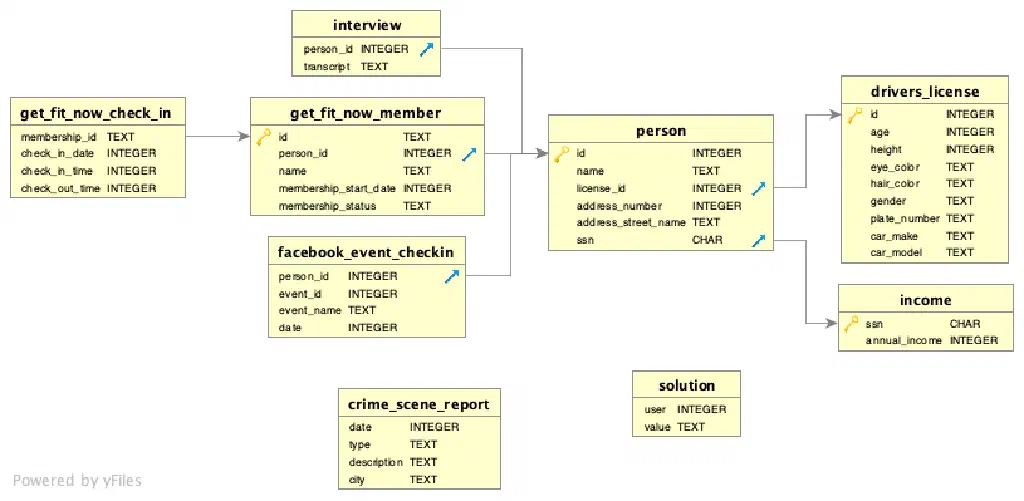 interview
person_id INTEGER
transcript TEXT
get_fit_now_check_in
membership_id TEXT
check_in_date INTEGER
check_in_time INTEGER
check_out_time INTEGER
get_fit_now_member
id TEXT
person_id INTEGER
name TEXT
membership_start_date INTEGER
membership_status TEXT
facebook_event_checkin
person_id INTEGER
event_id INTEGER
event_name TEXT
date INTEGER
person
id INTEGER
name TEXT
license_id INTEGER
address_number INTEGER
address_street_name TEXT
ssn CHAR
drivers_license
id INTEGER
age INTEGER
height INTEGER
eye_color TEXT
hair_color TEXT
gender TEXT
plate_number TEXT
car_make TEXT
car_model TEXT
income
ssn CHAR
annual_income INTEGER
crime_scene_report
date INTEGER
type TEXT
description TEXT
city TEXT
solution
user INTEGER
value TEXT
Powered by yFiles